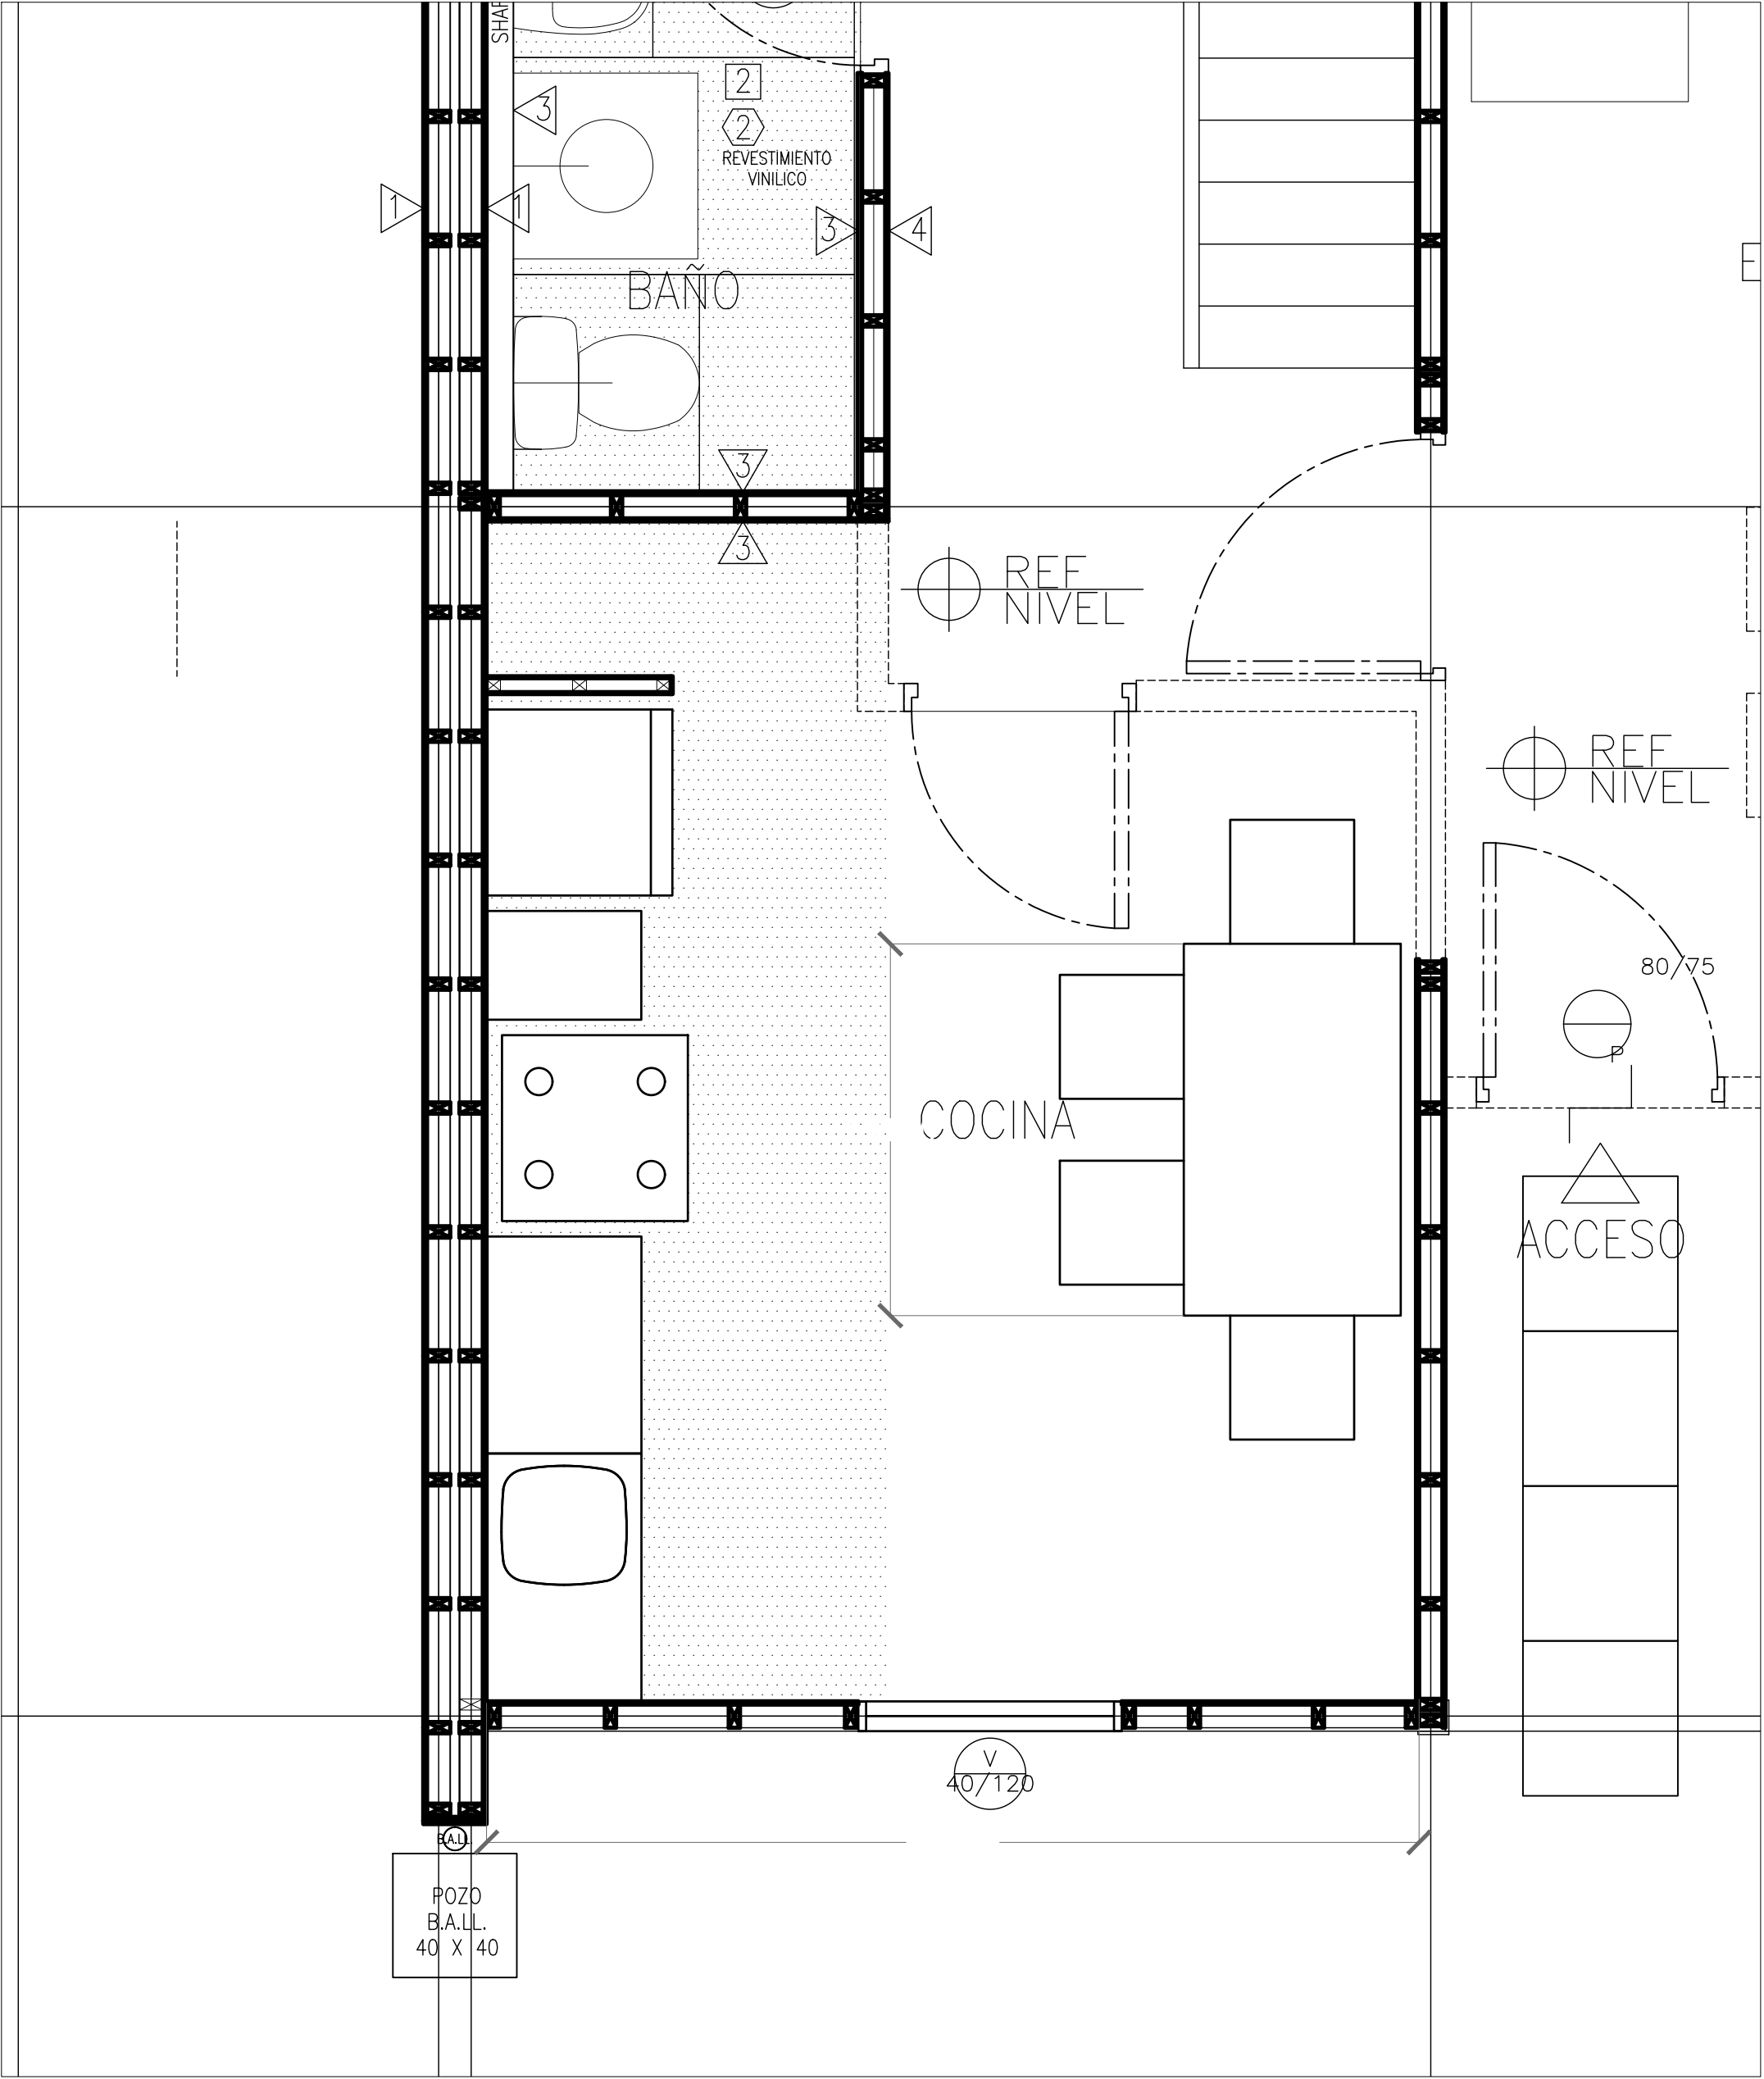 SHAF
2
3
2
REVESTIMIENTO
VINILICO
1
1
3
4
E
BAÑO
3
3
REF
NIVEL
REF
NIVEL
80/75
P
COCINA
ACCESO
V
40/120
B.A.LL.
POZO
B.A.LL.
40 X 40